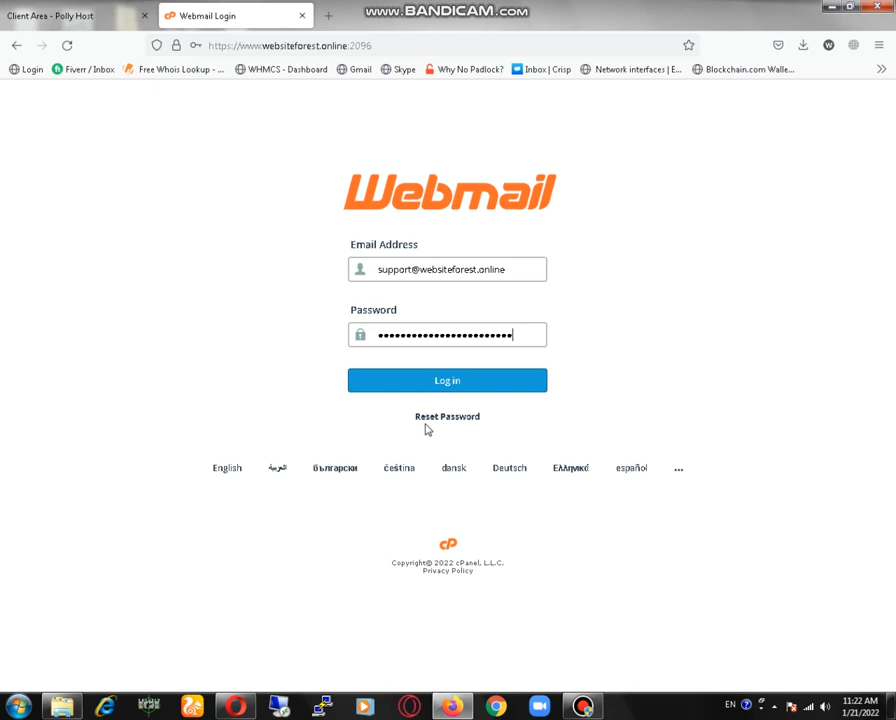 WWW.BANDICAM.COM
Client Area - Polly Host
Webmail Login
https://www.websiteforest.online:2096
Login
Fiverr / Inbox
Free Whois Lookup - ...
WHMCS - Dashboard
Gmail
Skype
Why No Padlock?
Inbox | Crisp
Network interfaces | E...
Blockchain.com Walle...
Webmail
Email Address
support@websiteforest.online
Password
Log in
Reset Password
English
العربية
български
čeština
dansk
Deutsch
Ελληνικά
español
...
cP
Copyright© 2022 cPanel, L.L.C.
Privacy Policy
EN
11:22 AM
1/21/2022